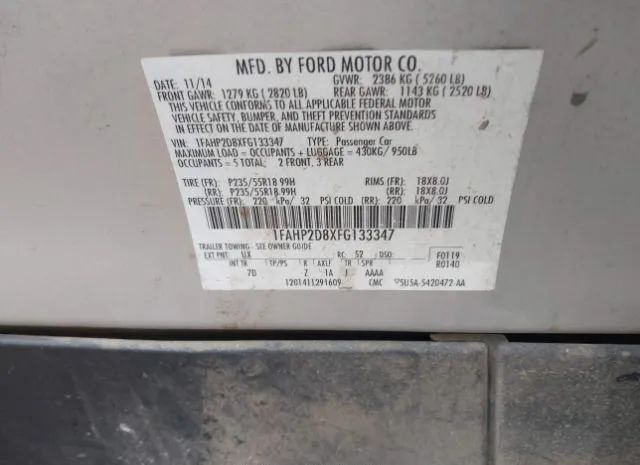 MFD. BY FORD MOTOR CO.
DATE: 11/14 GVWR: 2386 KG ( 5260 LB)
FRONT GAWR: 1279 KG ( 2820 LB) REAR GAWR: 1143 KG ( 2520 LB)
THIS VEHICLE CONFORMS TO ALL APPLICABLE FEDERAL MOTOR
VEHICLE SAFETY, BUMPER, AND THEFT PREVENTION STANDARDS
IN EFFECT ON THE DATE OF MANUFACTURE SHOWN ABOVE.
VIN: 1FAHP2D8XFG133347 TYPE: Passenger Car
MAXIMUM LOAD = OCCUPANTS + LUGGAGE = 430KG/ 950LB
OCCUPANTS = 5 TOTAL: 2 FRONT, 3 REAR
TIRE (FR): P235/55R18 99H RIMS (FR): 18X8.0J
(RR): P235/55R18 99H (RR): 18X8.0J
PRESSURE (FR): 220 kPa/ 32 PSI COLD (RR): 220 kPa/ 32 PSI COLD
1FAHP2D8XFG133347
TRAILER TOWING - SEE OWNER GUIDE
EXT PNT: UX RC: 52 DSO: F0119
INT TR TP/PS R AXLE TR SPR R0140
7D Z 1A J AAAA
1201411291609 CMC 5U5A-5420472-AA